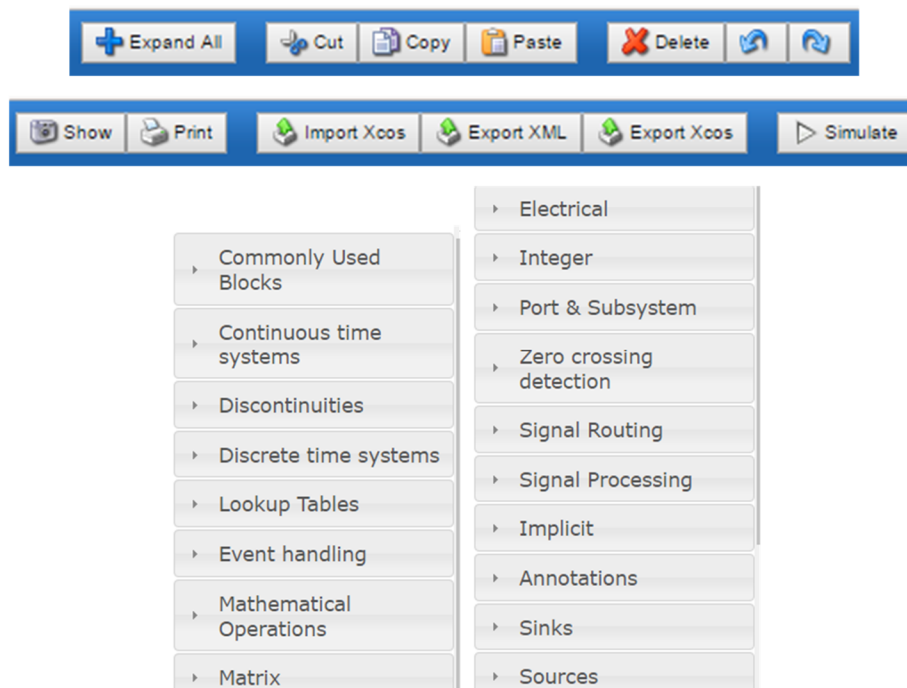 Expand All Cut Copy Paste Delete
Show Print Import Xcos Export XML Export Xcos Simulate
Commonly Used
Blocks
Continuous time
systems
Discontinuities
Discrete time systems
Lookup Tables
Event handling
Mathematical
Operations
Matrix
Electrical
Integer
Port & Subsystem
Zero crossing
detection
Signal Routing
Signal Processing
Implicit
Annotations
Sinks
Sources